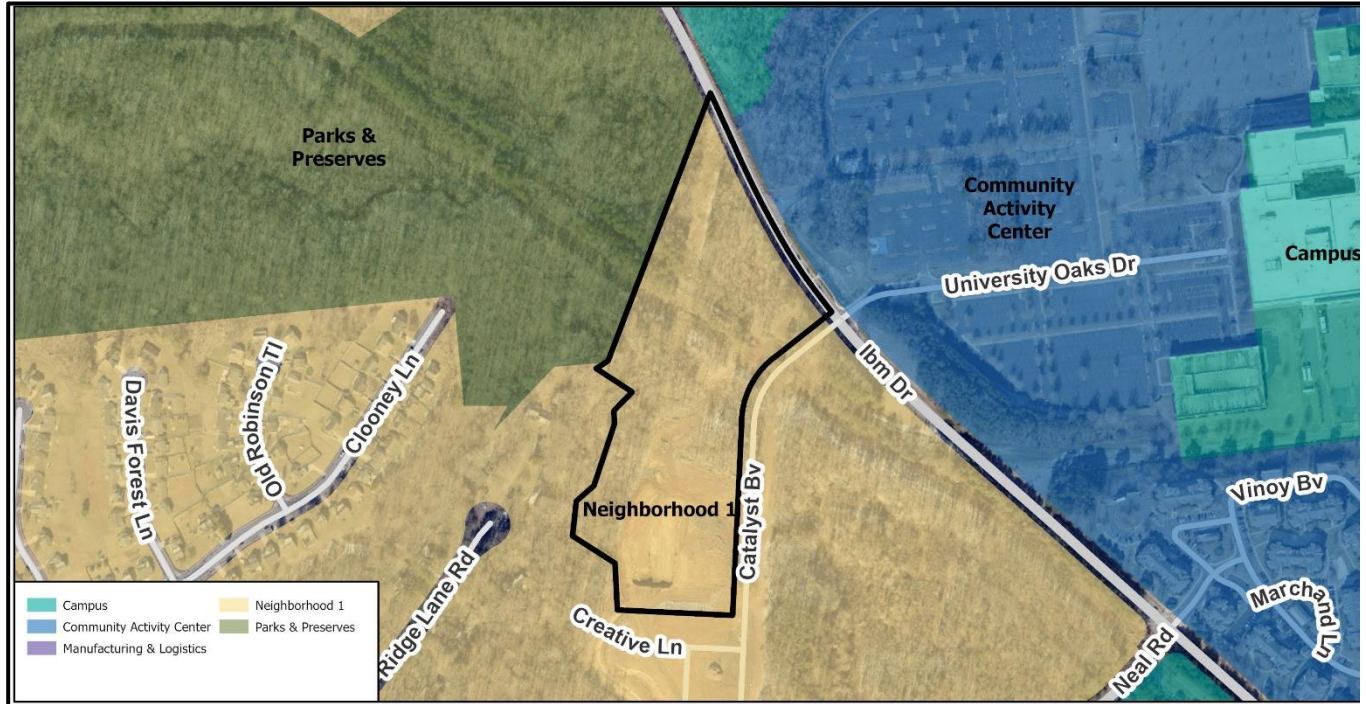 Parks &
Preserves
Community
Activity
Center
Campus
University Oaks Dr
Ibm Dr
Clooney Ln
Old Robinson Tl
Davis Forest Ln
Neighborhood 1
Catalyst Bv
Vinoy Bv
Marchand Ln
Ridge Lane Rd
Creative Ln
Neal Rd
Campus
Community Activity Center
Manufacturing & Logistics
Neighborhood 1
Parks & Preserves